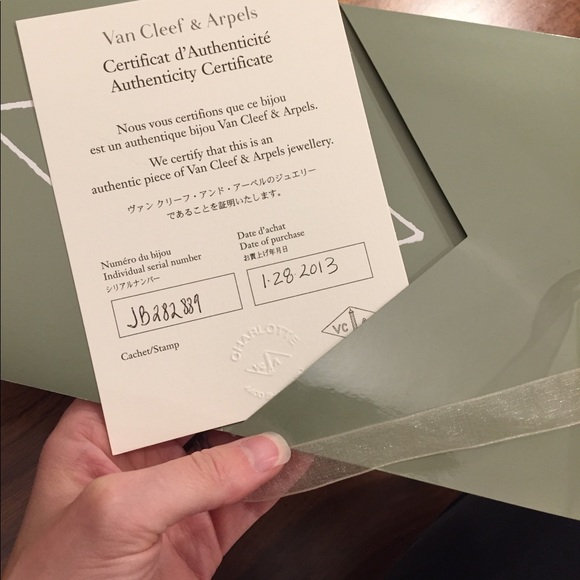 Van Cleef & Arpels
Certificat d'Authenticité
Authenticity Certificate
Nous vous certifions que ce bijou
est un authentique bijou Van Cleef & Arpels.
We certify that this is an
authentic piece of Van Cleef & Arpels jewellery.
ヴァン クリーフ・アンド・アーペルのジュエリー
であることを証明いたします。
Numéro du bijou
Individual serial number
シリアルナンバー
JB282889
Date d'achat
Date of purchase
お買上げ年月日
1·28·2013
Cachet/Stamp
CHARLOTTE
VC